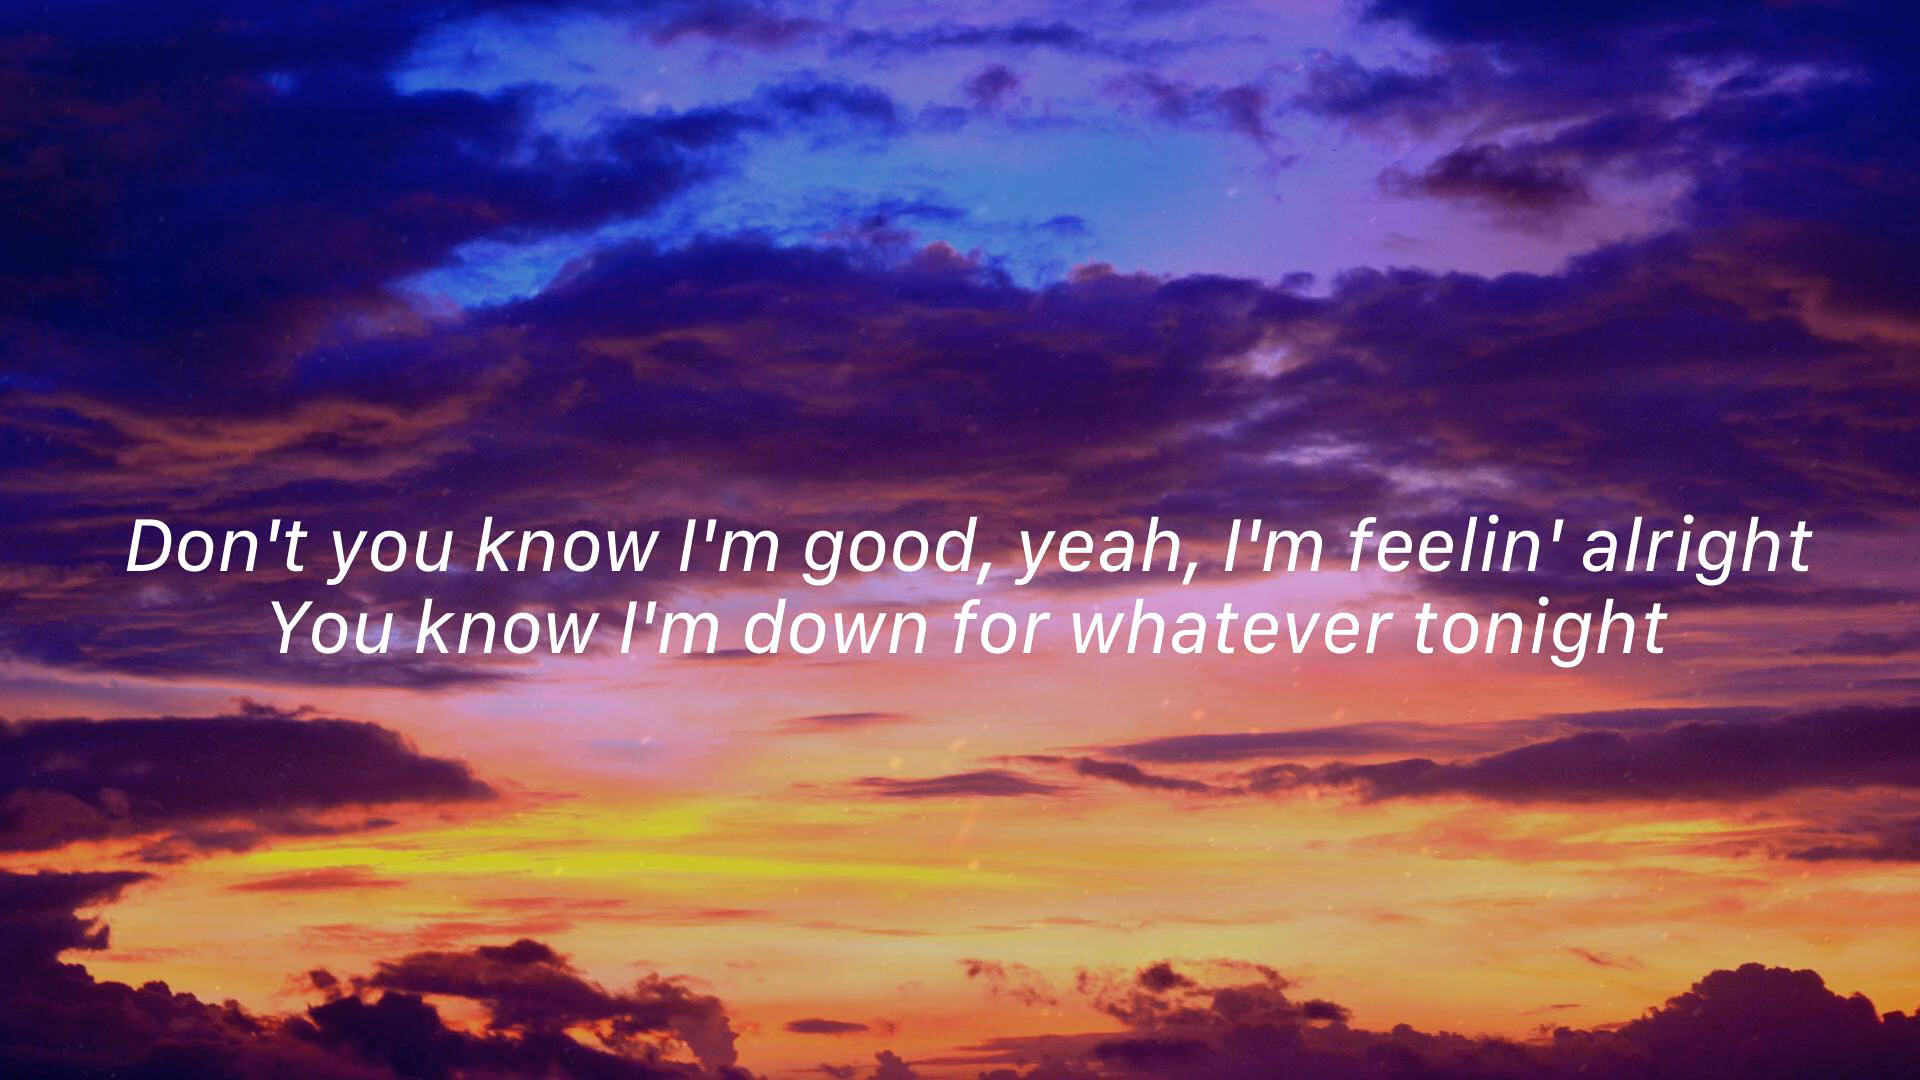 Don't you know I'm good, yeah, I'm feelin' alright
You know I'm down for whatever tonight